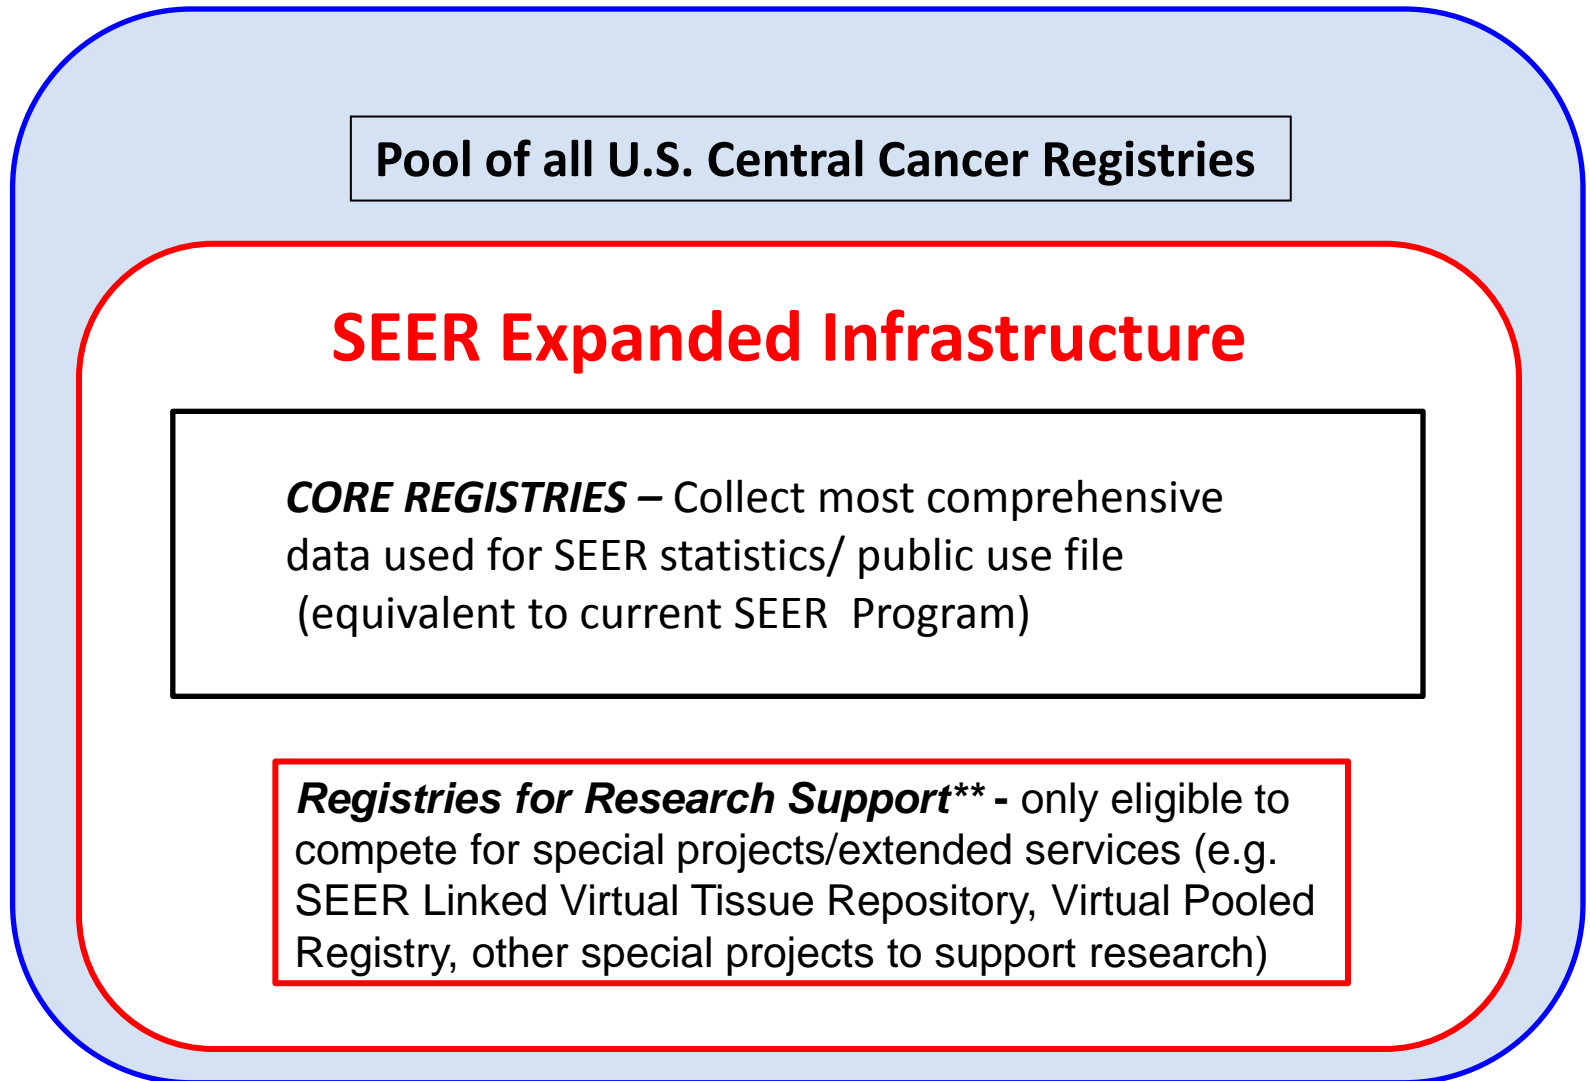 Pool of all U.S. Central Cancer Registries
SEER Expanded Infrastructure
CORE REGISTRIES – Collect most comprehensive
data used for SEER statistics/ public use file
(equivalent to current SEER  Program)
Registries for Research Support** - only eligible to
compete for special projects/extended services (e.g.
SEER Linked Virtual Tissue Repository, Virtual Pooled
Registry, other special projects to support research)